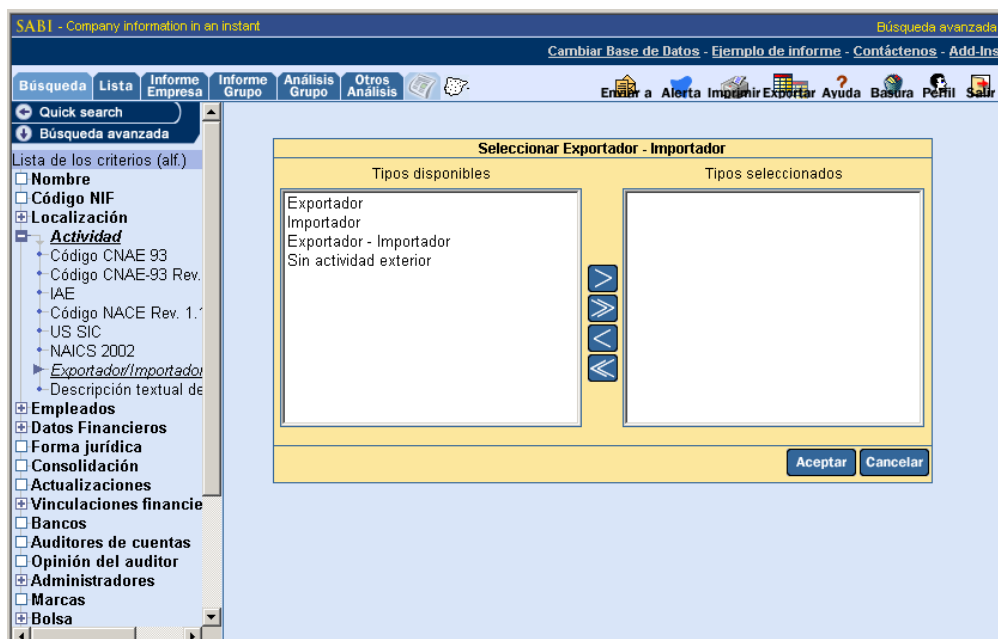 SABI - Company information in an instant
Búsqueda avanzada
Cambiar Base de Datos - Ejemplo de informe - Contáctenos - Add-Ins
Búsqueda
Lista
Informe
Empresa
Informe
Grupo
Análisis
Grupo
Otros
Análisis
Enviar a
Alerta
Imprimir
Exportar
Ayuda
Basura
Perfil
Salir
Quick search
Búsqueda avanzada
Lista de los criterios (alf.)
Nombre
Código NIF
Localización
Actividad
Código CNAE 93
Código CNAE-93 Rev.
IAE
Código NACE Rev. 1.1
US SIC
NAICS 2002
Exportador/Importador
Descripción textual de
Empleados
Datos Financieros
Forma jurídica
Consolidación
Actualizaciones
Vinculaciones financie
Bancos
Auditores de cuentas
Opinión del auditor
Administradores
Marcas
Bolsa
Seleccionar Exportador - Importador
Tipos disponibles
Tipos seleccionados
Exportador
Importador
Exportador - Importador
Sin actividad exterior
Aceptar
Cancelar